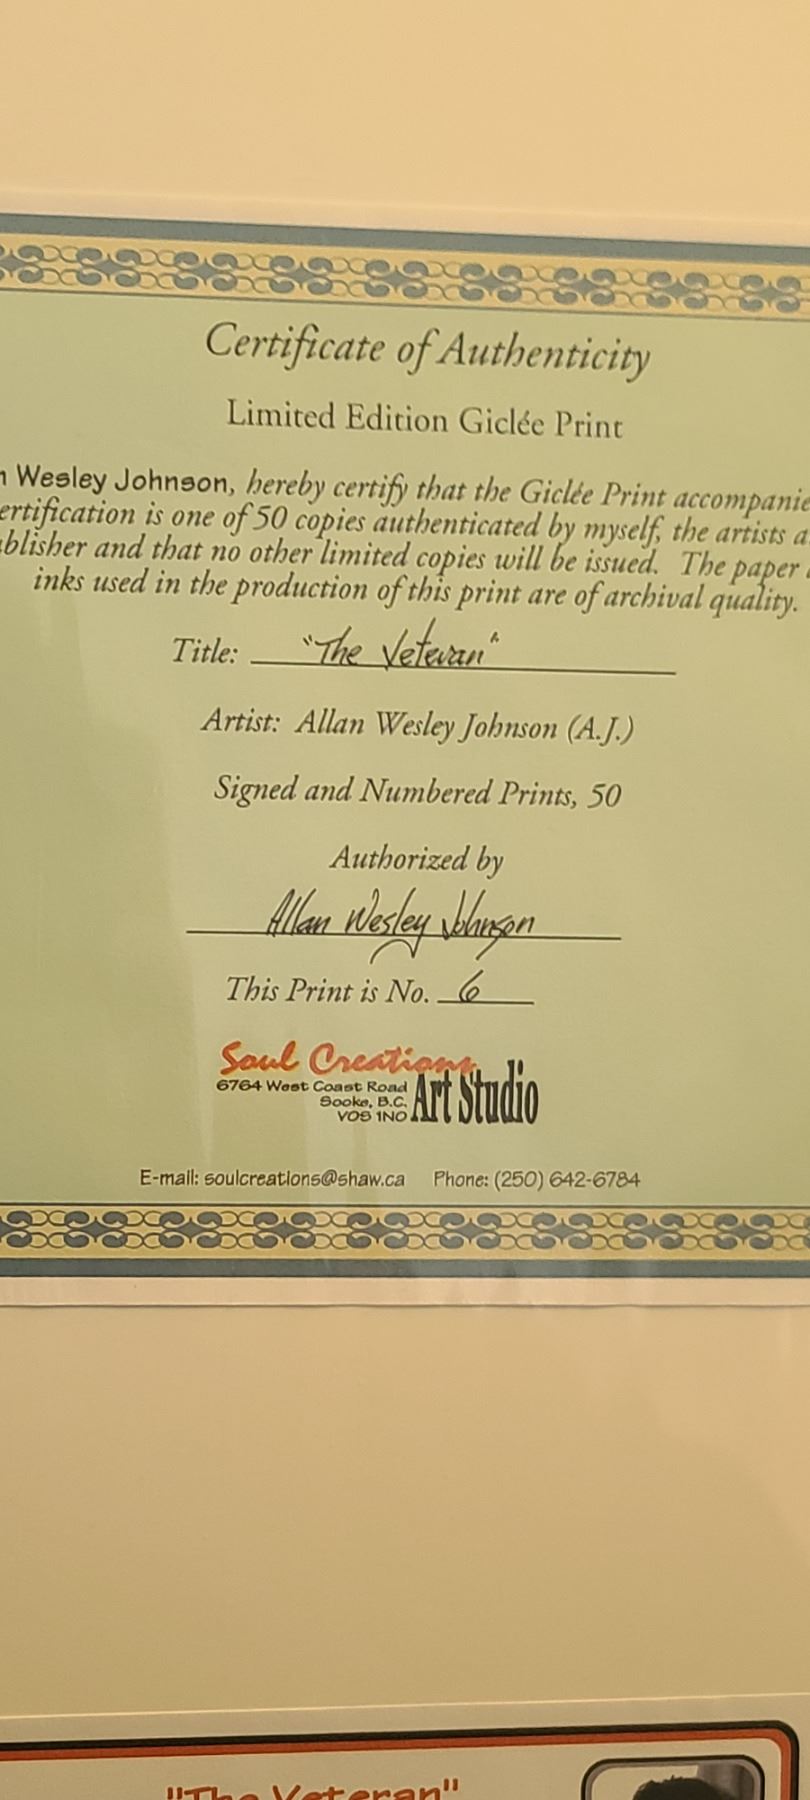 Certificate of Authenticity
Limited Edition Giclée Print
Wesley Johnson, hereby certify that the Giclée Print accompanie
ertification is one of 50 copies authenticated by myself, the artists a
blisher and that no other limited copies will be issued. The paper
inks used in the production of this print are of archival quality.
Title: "The Veteran"
Artist: Allan Wesley Johnson (A.J.)
Signed and Numbered Prints, 50
Authorized by
Allan Wesley Johnson
This Print is No. 6
Soul Creations
Art Studio
6764 West Coast Road
Sooke, B.C.
VOS 1NO
E-mail: soulcreations@shaw.ca Phone: (250) 642-6784
"The Veteran"